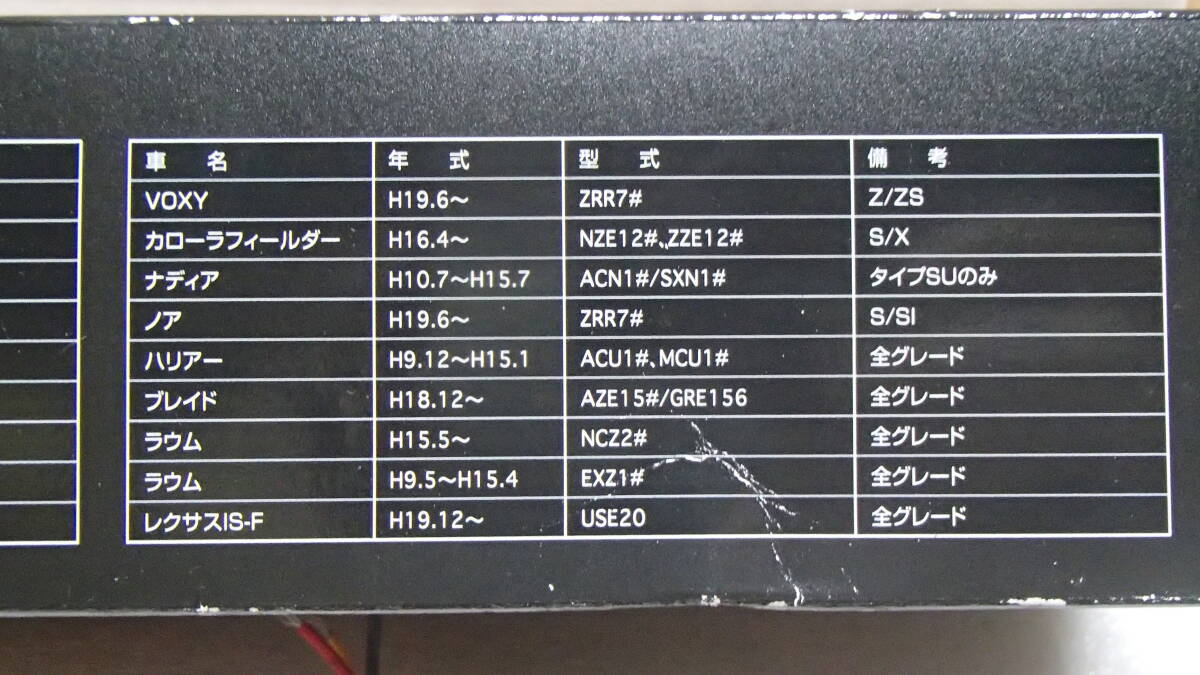 車名 年式 型式 備考
VOXY H19.6〜 ZRR7# Z/ZS
カローラフィールダー H16.4〜 NZE12#、ZZE12# S/X
ナディア H10.7〜H15.7 ACN1#/SXN1# タイプSUのみ
ノア H19.6〜 ZRR7# S/SI
ハリアー H9.12〜H15.1 ACU1#、MCU1# 全グレード
ブレイド H18.12〜 AZE15#/GRE156 全グレード
ラウム H15.5〜 NCZ2# 全グレード
ラウム H9.5〜H15.4 EXZ1# 全グレード
レクサスIS-F H19.12〜 USE20 全グレード